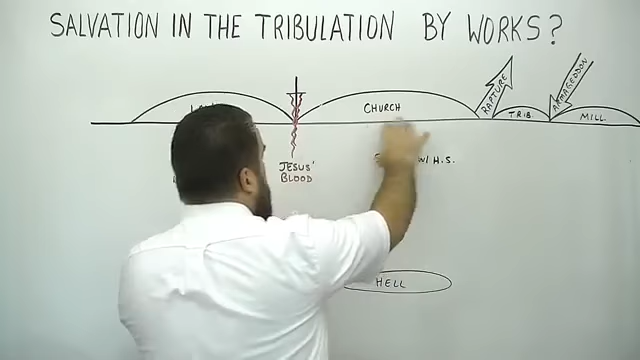 SALVATION IN THE TRIBULATION BY WORKS?
CHURCH
RAPTURE
TRIB.
ARMAGEDDON
MILL.
JESUS'
BLOOD
W/ H.S.
HELL